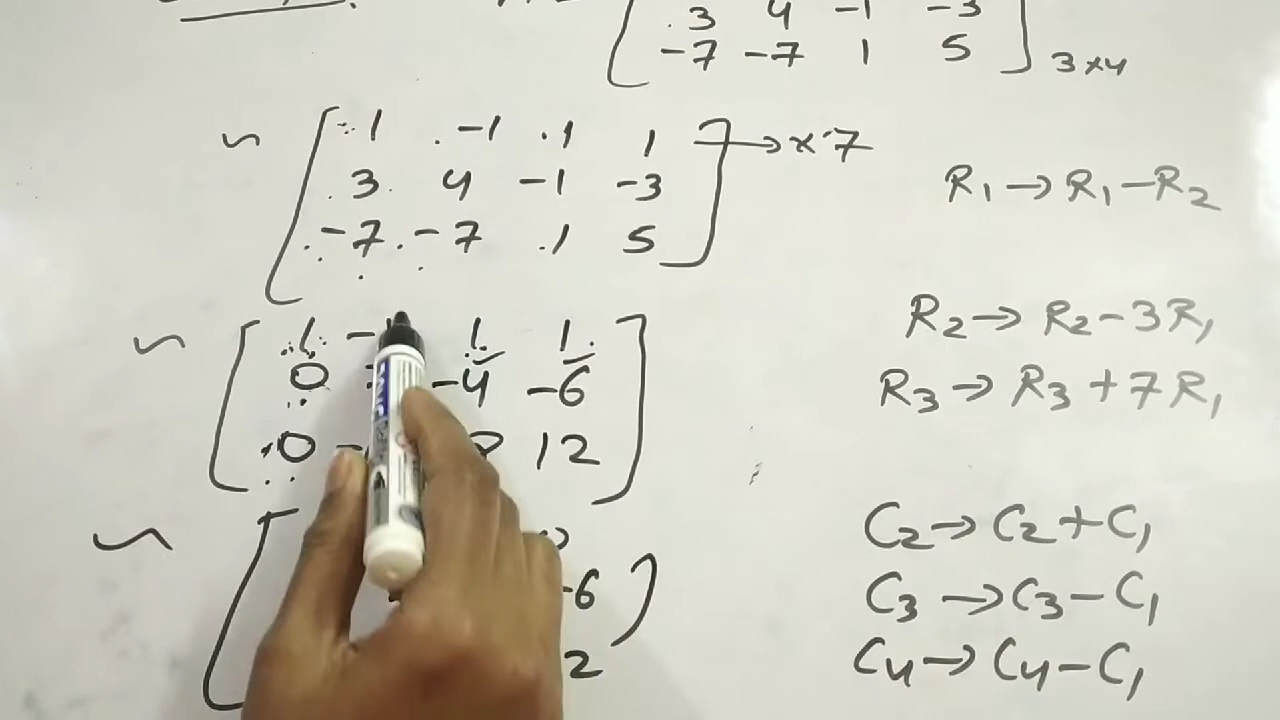 3 4 -1 -3
-7 -7 1 5 3×4
~ 1 -1 1 1 → ×7
3 4 -1 -3
-7 -7 1 5
R1 → R1 - R2
~ 1 1 1
0 -4 -6
0 12
R2 → R2 - 3R1
R3 → R3 + 7R1
~
-6
2
C2 → C2 + C1
C3 → C3 - C1
C4 → C4 - C1